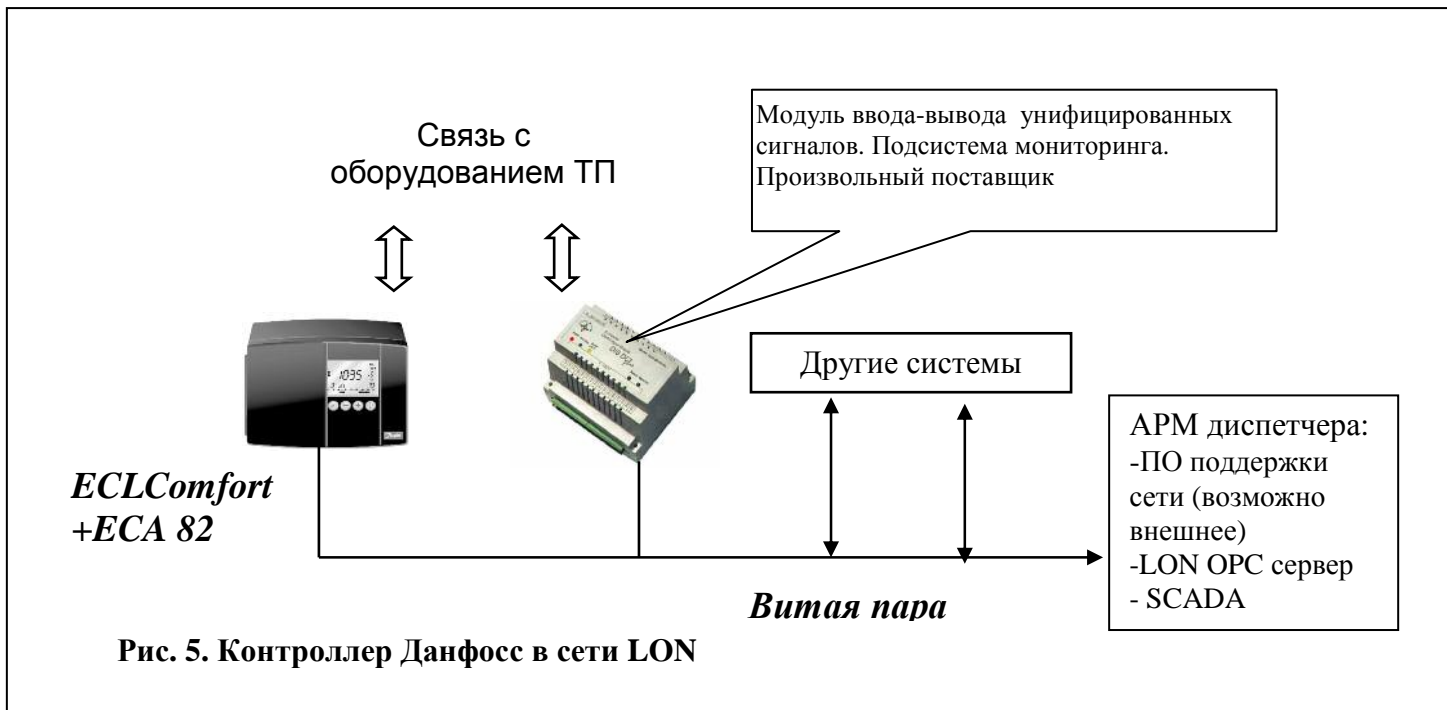 Связь с
оборудованием ТП
Модуль ввода-вывода унифицированных
сигналов. Подсистема мониторинга.
Произвольный поставщик
1035
Danfoss
Другие системы
ECLComfort
+ECA 82
АРМ диспетчера:
-ПО поддержки
сети (возможно
внешнее)
-LON OPC сервер
- SCADA
Витая пара
Рис. 5. Контроллер Данфосс в сети LON